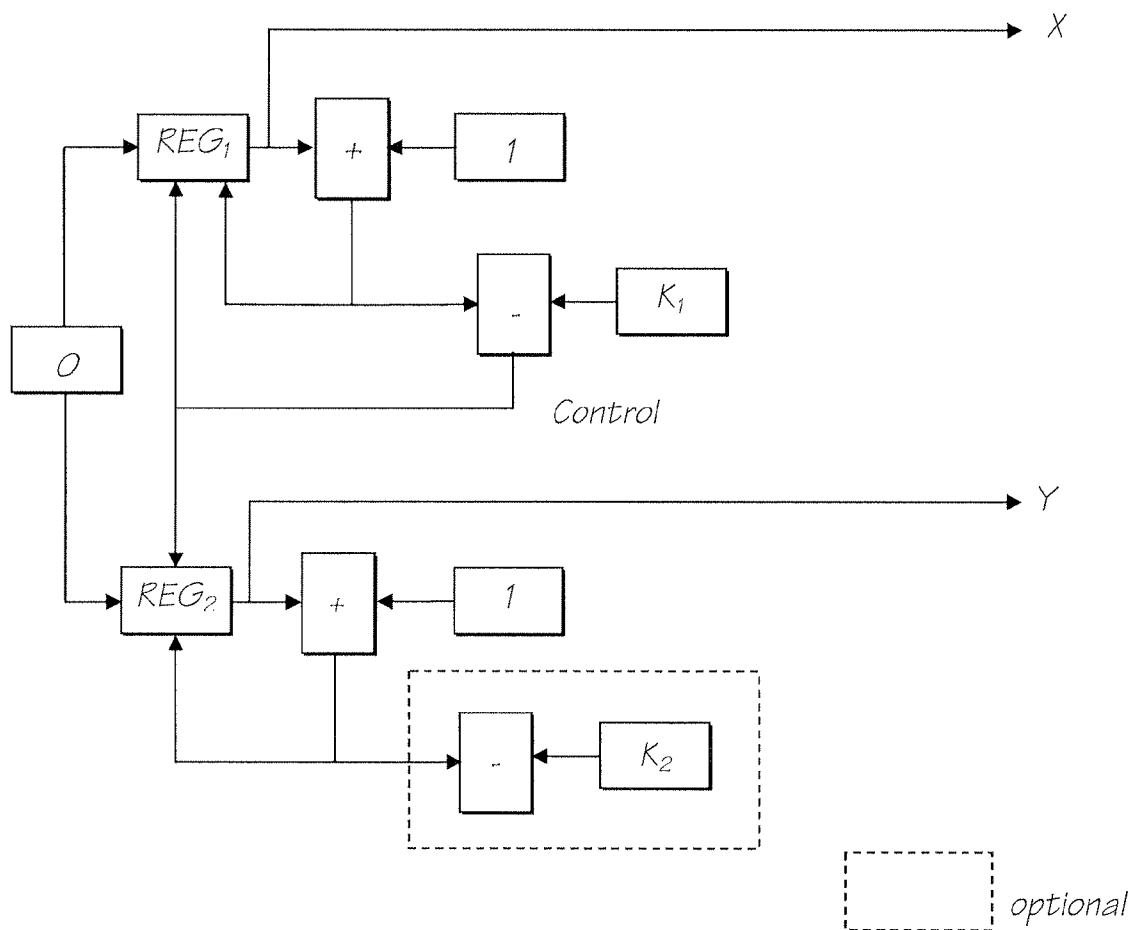 X
REG₁
+
1
-
K₁
0
Control
Y
REG₂
+
1
-
K₂
optional